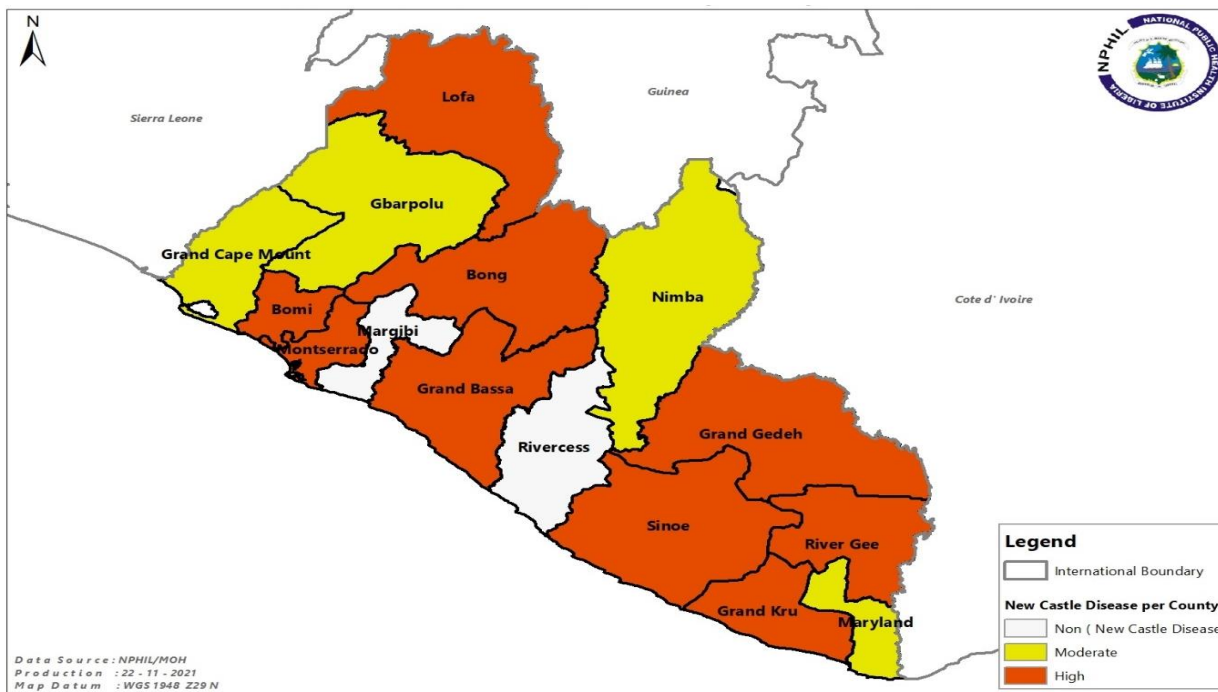 N
NPHIL
NATIONAL PUBLIC HEALTH INSTITUTE OF LIBERIA
Sierra Leone
Guinea
Cote d' Ivoire
Lofa
Gbarpolu
Grand Cape Mount
Bong
Nimba
Bomi
Margibi
Montserrado
Grand Bassa
Rivercess
Grand Gedeh
Sinoe
River Gee
Grand Kru
Maryland
Legend
International Boundary
New Castle Disease per County
Non ( New Castle Disease
Moderate
High
Data Source: NPHIL/MOH
Production : 22 - 11 - 2021
Map Datum : WGS 1948 Z29 N